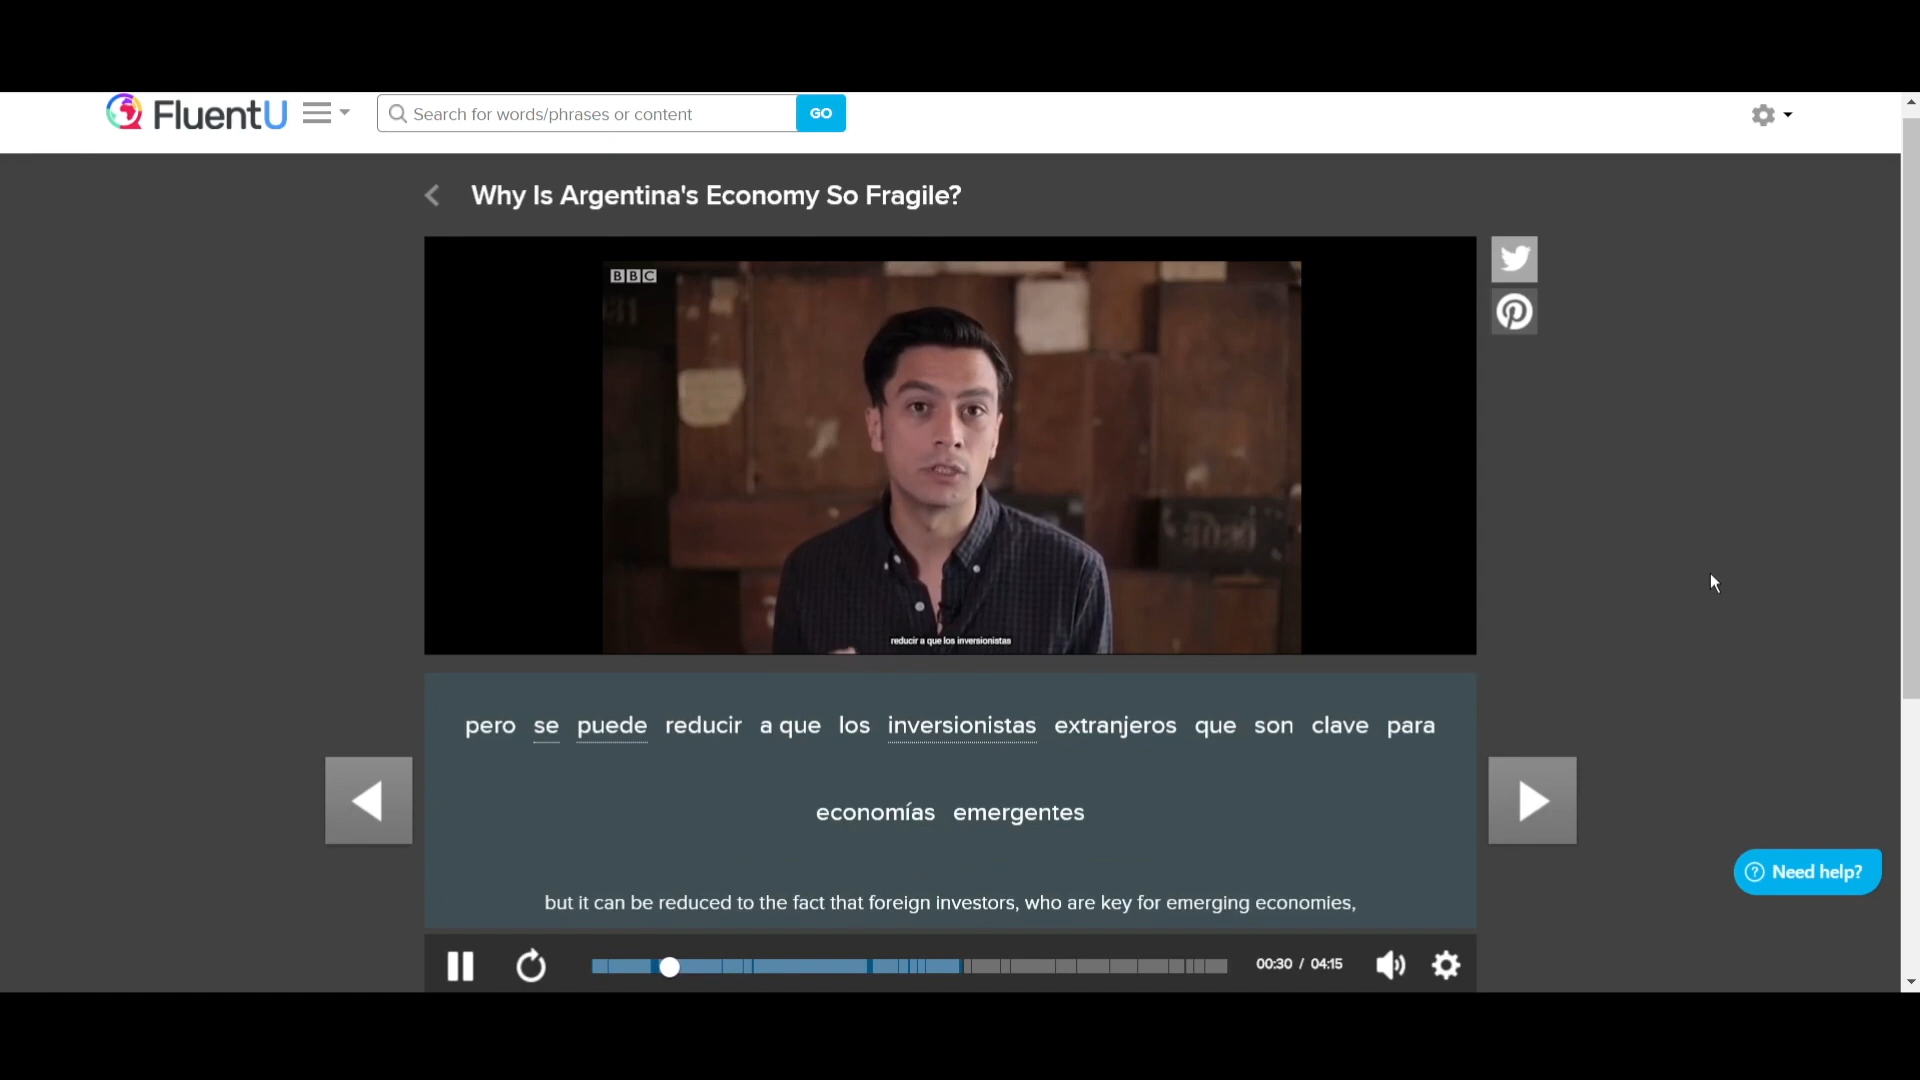 FluentU
Search for words/phrases or content
GO
Why Is Argentina's Economy So Fragile?
BBC
reducir a que los inversionistas
pero se puede reducir a que los inversionistas extranjeros que son clave para
economías emergentes
but it can be reduced to the fact that foreign investors, who are key for emerging economies,
Need help?
00:30 / 04:15